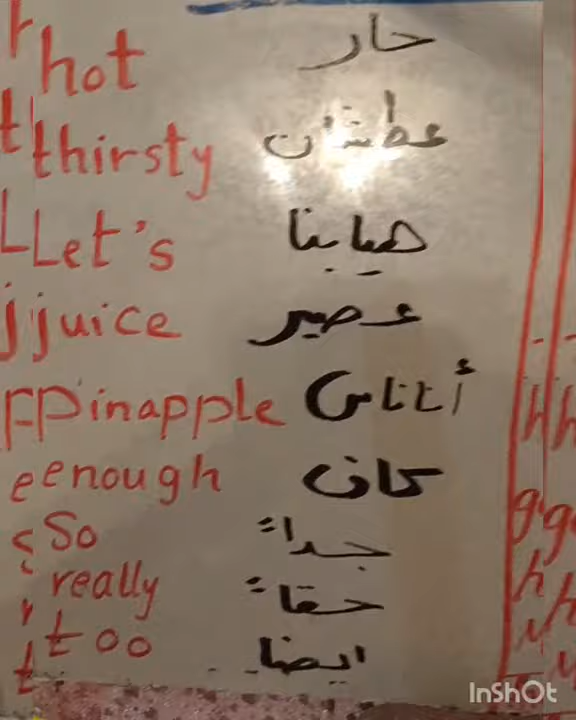 hot حار
thirsty عطشان
Let's هيا بنا
juice عصير
Pinapple أناناس
enough كاف
So جداً
really حقاً
too ايضا
InShOt